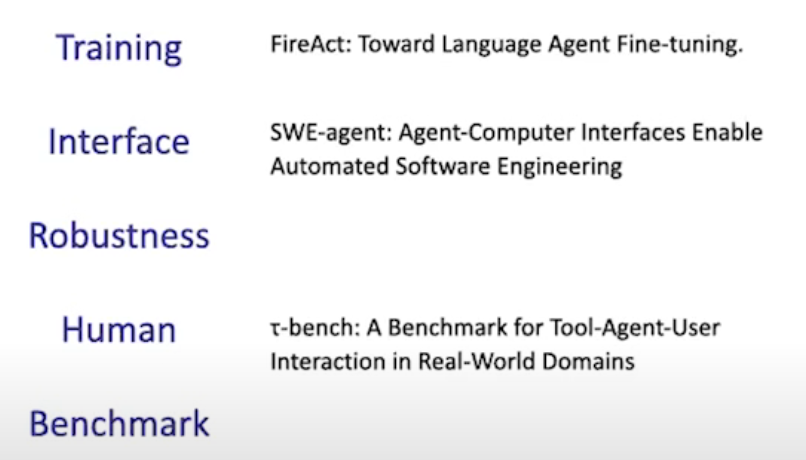 Training
FireAct: Toward Language Agent Fine-tuning.
Interface
SWE-agent: Agent-Computer Interfaces Enable
Automated Software Engineering
Robustness
Human
τ-bench: A Benchmark for Tool-Agent-User
Interaction in Real-World Domains
Benchmark